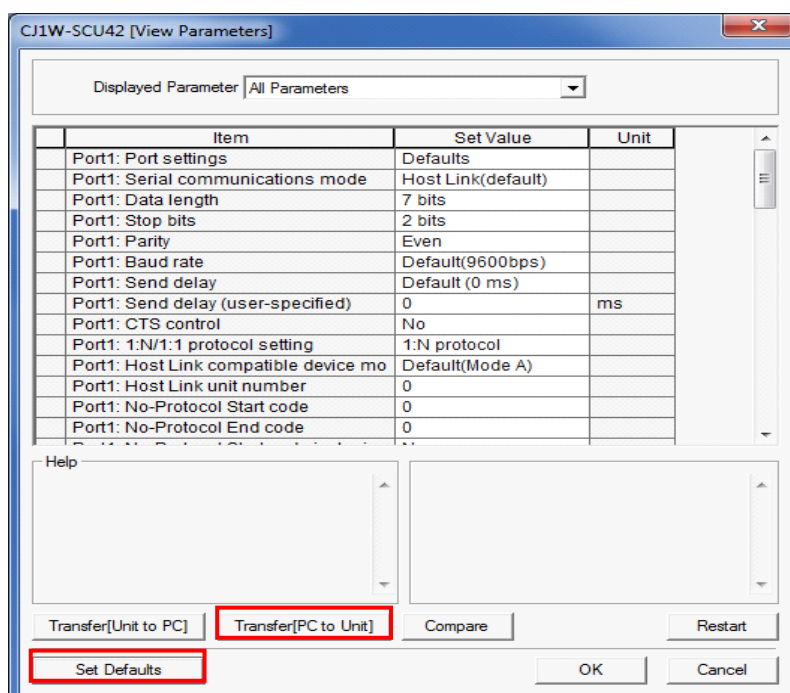 CJ1W-SCU42 [View Parameters]
Displayed Parameter All Parameters
Item Set Value Unit
Port1: Port settings Defaults
Port1: Serial communications mode Host Link(default)
Port1: Data length 7 bits
Port1: Stop bits 2 bits
Port1: Parity Even
Port1: Baud rate Default(9600bps)
Port1: Send delay Default (0 ms)
Port1: Send delay (user-specified) 0 ms
Port1: CTS control No
Port1: 1:N/1:1 protocol setting 1:N protocol
Port1: Host Link compatible device mo Default(Mode A)
Port1: Host Link unit number 0
Port1: No-Protocol Start code 0
Port1: No-Protocol End code 0
Help
Transfer[Unit to PC] Transfer[PC to Unit] Compare Restart
Set Defaults OK Cancel